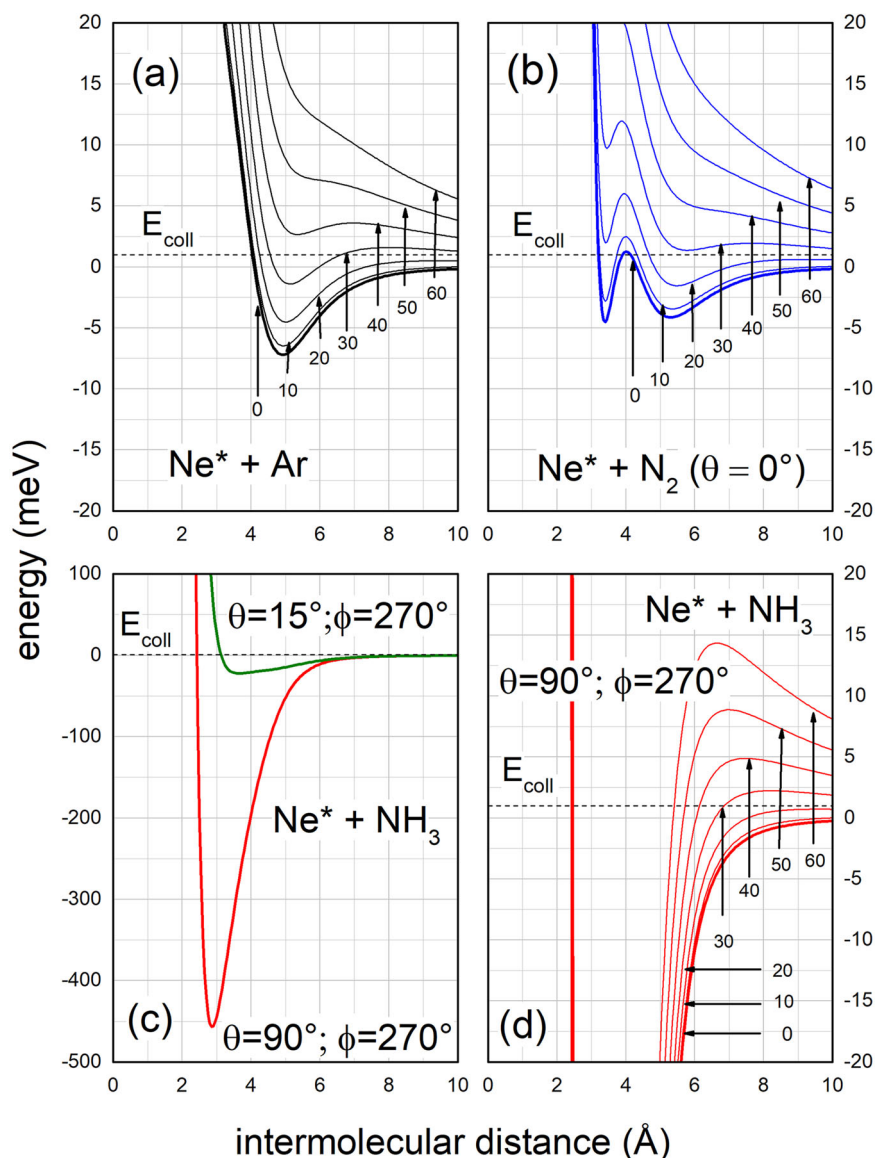 energy (meV)
20
15
10
5
0
-5
-10
-15
-20
(a)
E_coll
0
10
20
30
40
50
60
Ne* + Ar
0 2 4 6 8 10
(b)
E_coll
0
10
20
30
40
50
60
Ne* + N₂ (θ = 0°)
0 2 4 6 8 10
20
15
10
5
0
-5
-10
-15
-20
100
0
-100
-200
-300
-400
-500
θ=15°;ϕ=270°
E_coll
Ne* + NH₃
(c)
θ=90°; ϕ=270°
0 2 4 6 8 10
Ne* + NH₃
θ=90°; ϕ=270°
E_coll
60
50
40
30
20
10
0
(d)
0 2 4 6 8 10
20
15
10
5
0
-5
-10
-15
-20
intermolecular distance (Å)